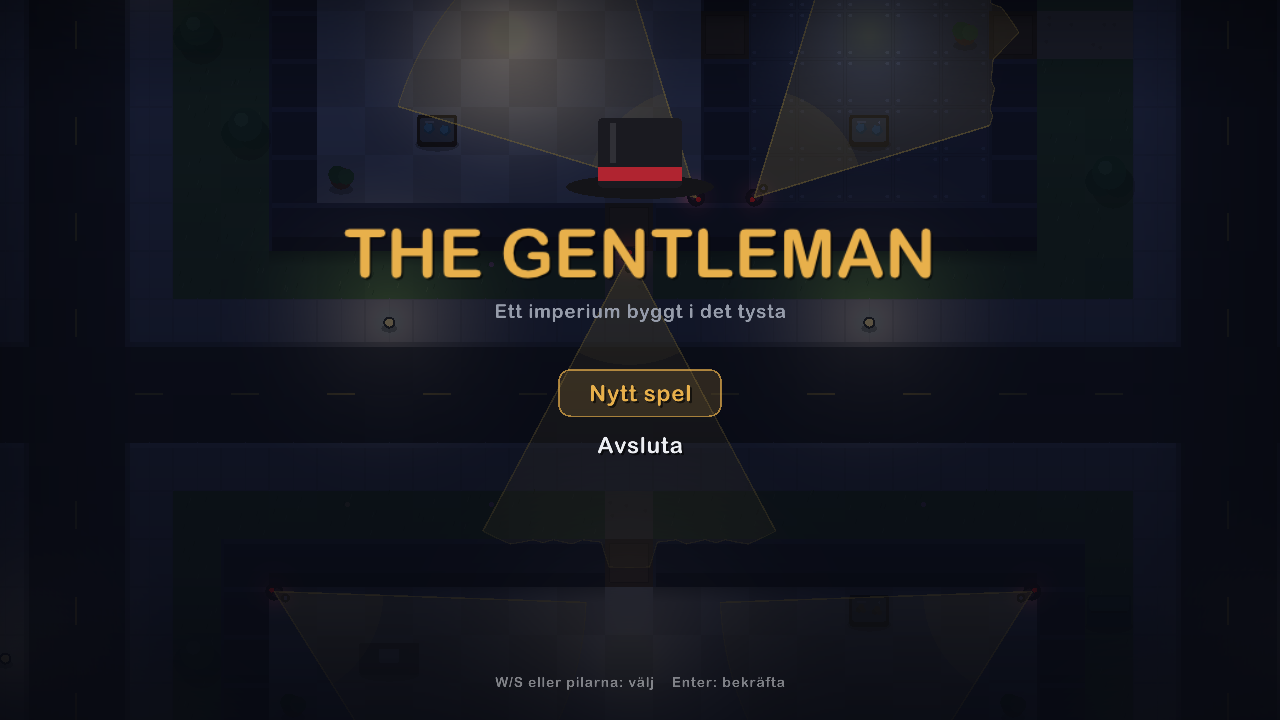 THE GENTLEMAN
Ett imperium byggt i det tysta
Nytt spel
Avsluta
W/S eller pilarna: välj    Enter: bekräfta